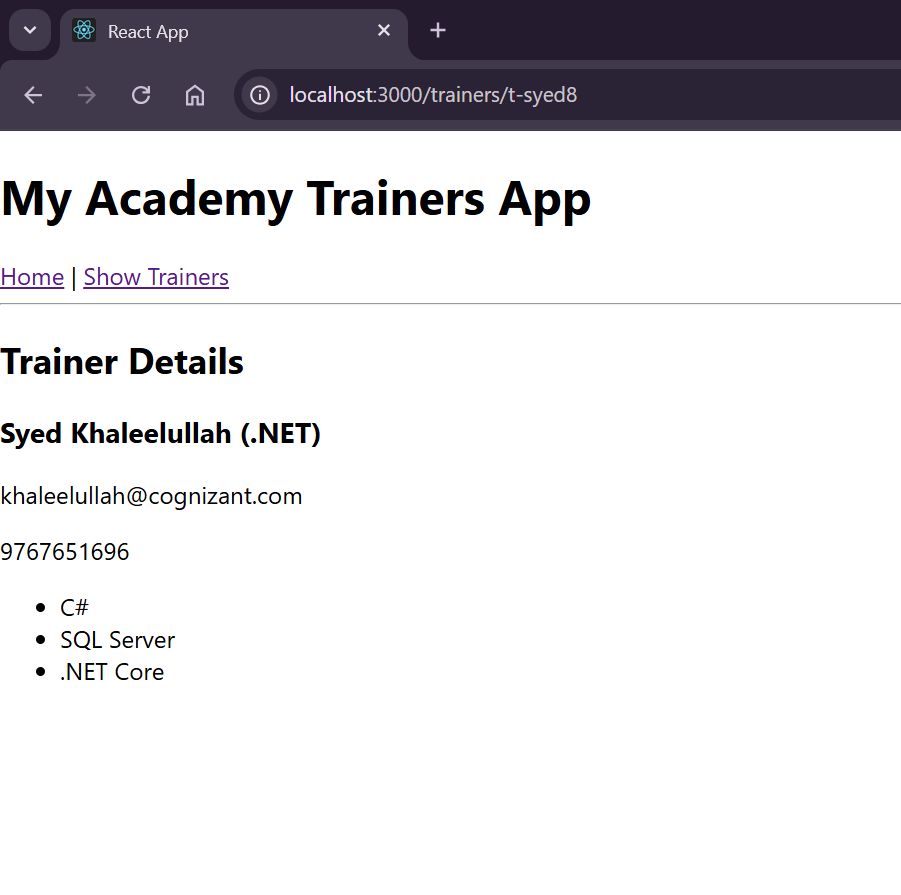 React App
localhost:3000/trainers/t-syed8
My Academy Trainers App
Home | Show Trainers
Trainer Details
Syed Khaleelullah (.NET)
khaleelullah@cognizant.com
9767651696
C#
SQL Server
.NET Core